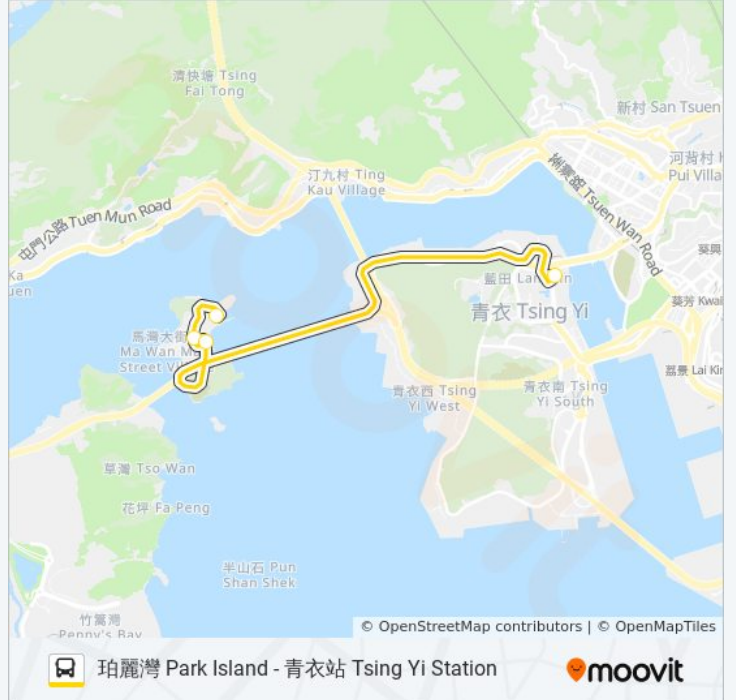 清快塘 Tsing
Fai Tong
新村 San Tsuen
汀九村 Ting
Kau Village
河背村
Pui Villa
荃灣路 Tsuen Wan Road
屯門公路 Tuen Mun Road
Ka
uen
藍田 Lam
葵興
青衣 Tsing Yi
葵芳 Kwai
馬灣大街
Ma Wan M
Street Vi
荔景 Lai Ki
青衣西 Tsing
Yi West
青衣南 Tsing
Yi South
草灣 Tso Wan
花坪 Fa Peng
半山石 Pun
Shan Shek
竹篙灣
Penny's Bay
© OpenStreetMap contributors | © OpenMapTiles
珀麗灣 Park Island - 青衣站 Tsing Yi Station
moovit